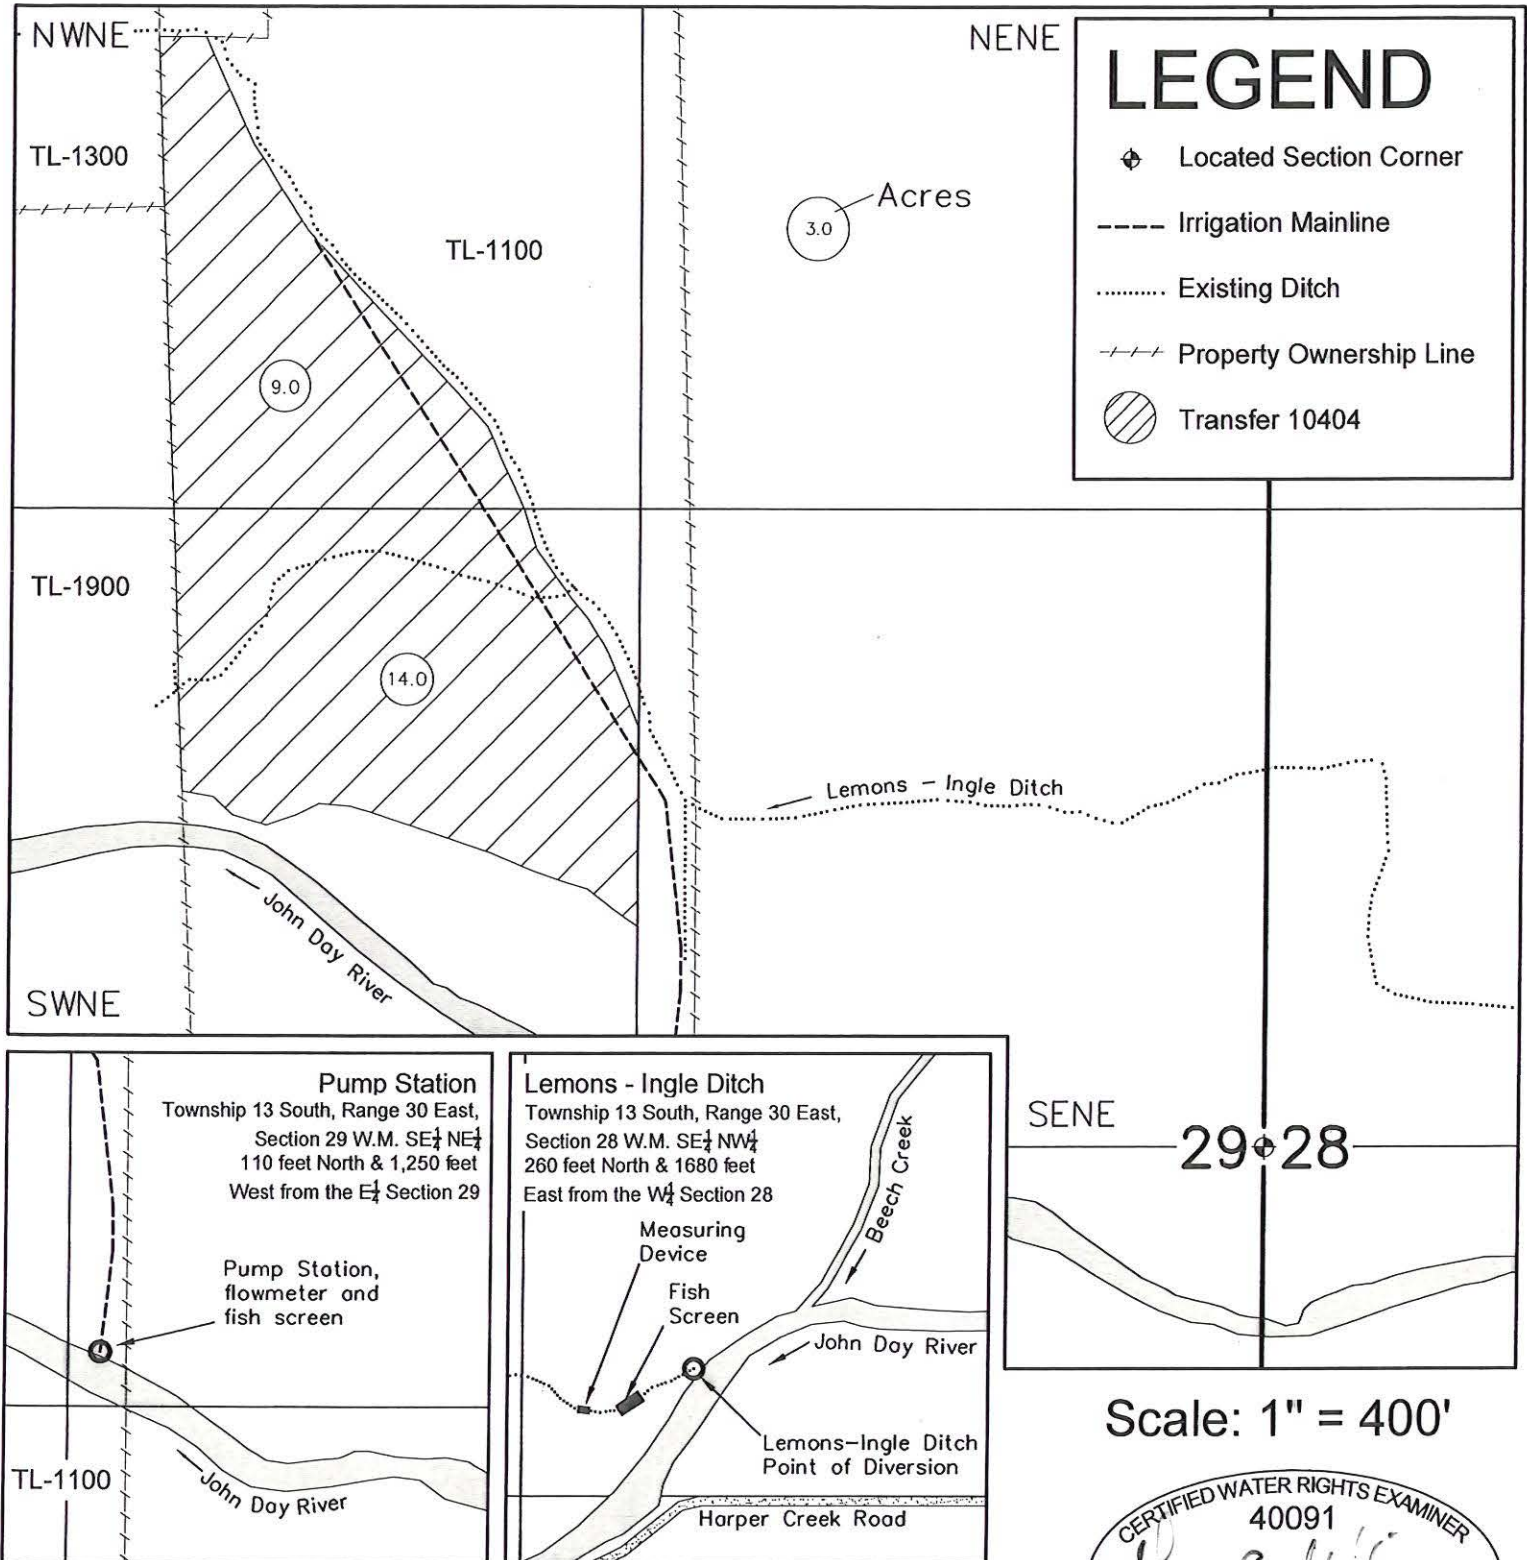 NWNE
NENE
TL-1300
TL-1100
3.0
Acres
LEGEND
Located Section Corner
Irrigation Mainline
Existing Ditch
Property Ownership Line
Transfer 10404
9.0
TL-1900
14.0
Lemons - Ingle Ditch
John Day River
SWNE
SENE
29 28
Pump Station
Township 13 South, Range 30 East,
Section 29 W.M. SE¼ NE¼
110 feet North & 1,250 feet
West from the E¼ Section 29
Pump Station,
flowmeter and
fish screen
TL-1100
John Day River
Lemons - Ingle Ditch
Township 13 South, Range 30 East,
Section 28 W.M. SE¼ NW¼
260 feet North & 1680 feet
East from the W¼ Section 28
Measuring
Device
Fish
Screen
Beech Creek
John Day River
Lemons-Ingle Ditch
Point of Diversion
Harper Creek Road
Scale: 1" = 400'
CERTIFIED WATER RIGHTS EXAMINER
40091